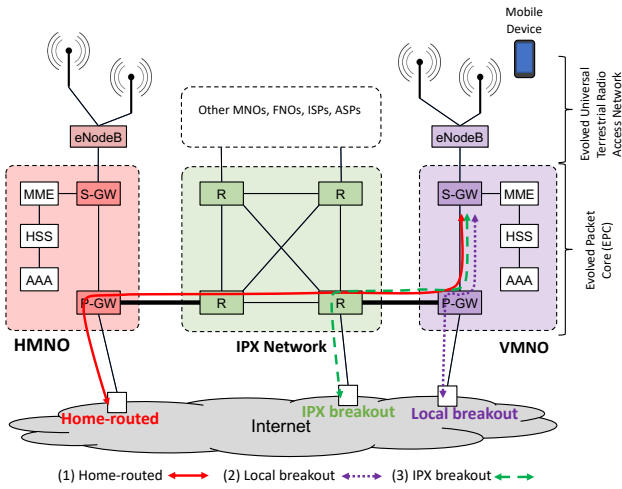 Mobile
Device
Other MNOs, FNOs, ISPs, ASPs
eNodeB
eNodeB
Evolved Universal
Terrestrial Radio
Access Network
MME
S-GW
R
R
S-GW
MME
HSS
HSS
AAA
AAA
Evolved Packet
Core (EPC)
P-GW
R
R
P-GW
HMNO
IPX Network
VMNO
Home-routed
IPX breakout
Local breakout
Internet
(1) Home-routed
(2) Local breakout
(3) IPX breakout